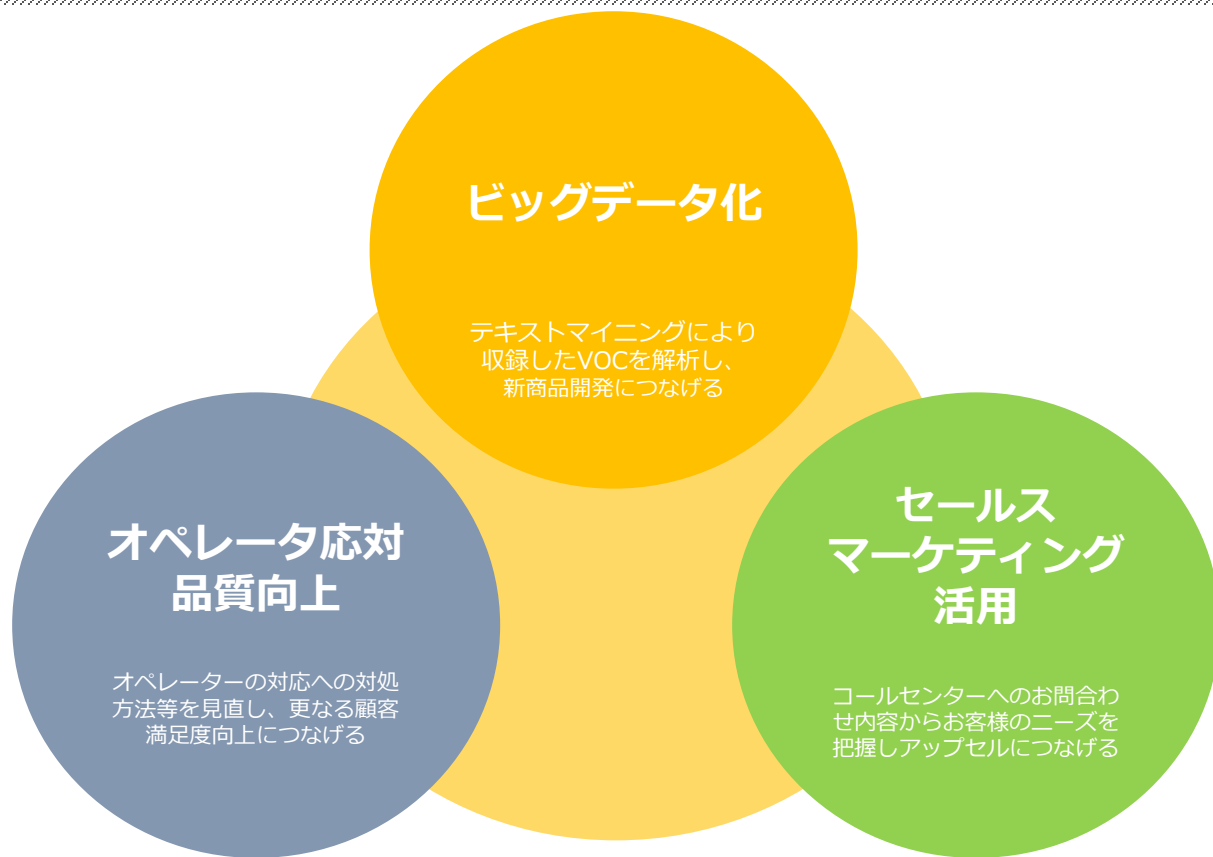 ビッグデータ化
テキストマイニングにより
収録したVOCを解析し、
新商品開発につなげる
オペレータ応対
品質向上
オペレーターの対応への対処
方法等を見直し、更なる顧客
満足度向上につなげる
セールス
マーケティング
活用
コールセンターへのお問合わ
せ内容からお客様のニーズを
把握しアップセルにつなげる